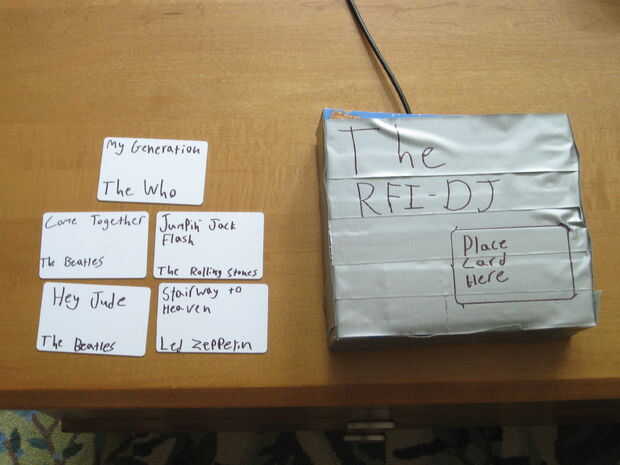 My Generation
The Who
Come Together
The Beatles
Jumpin' Jack
Flash
The Rolling Stones
Hey Jude
The Beatles
Stairway to
Heaven
Led Zeppelin
The
RFI-DJ
Place
Card
Here